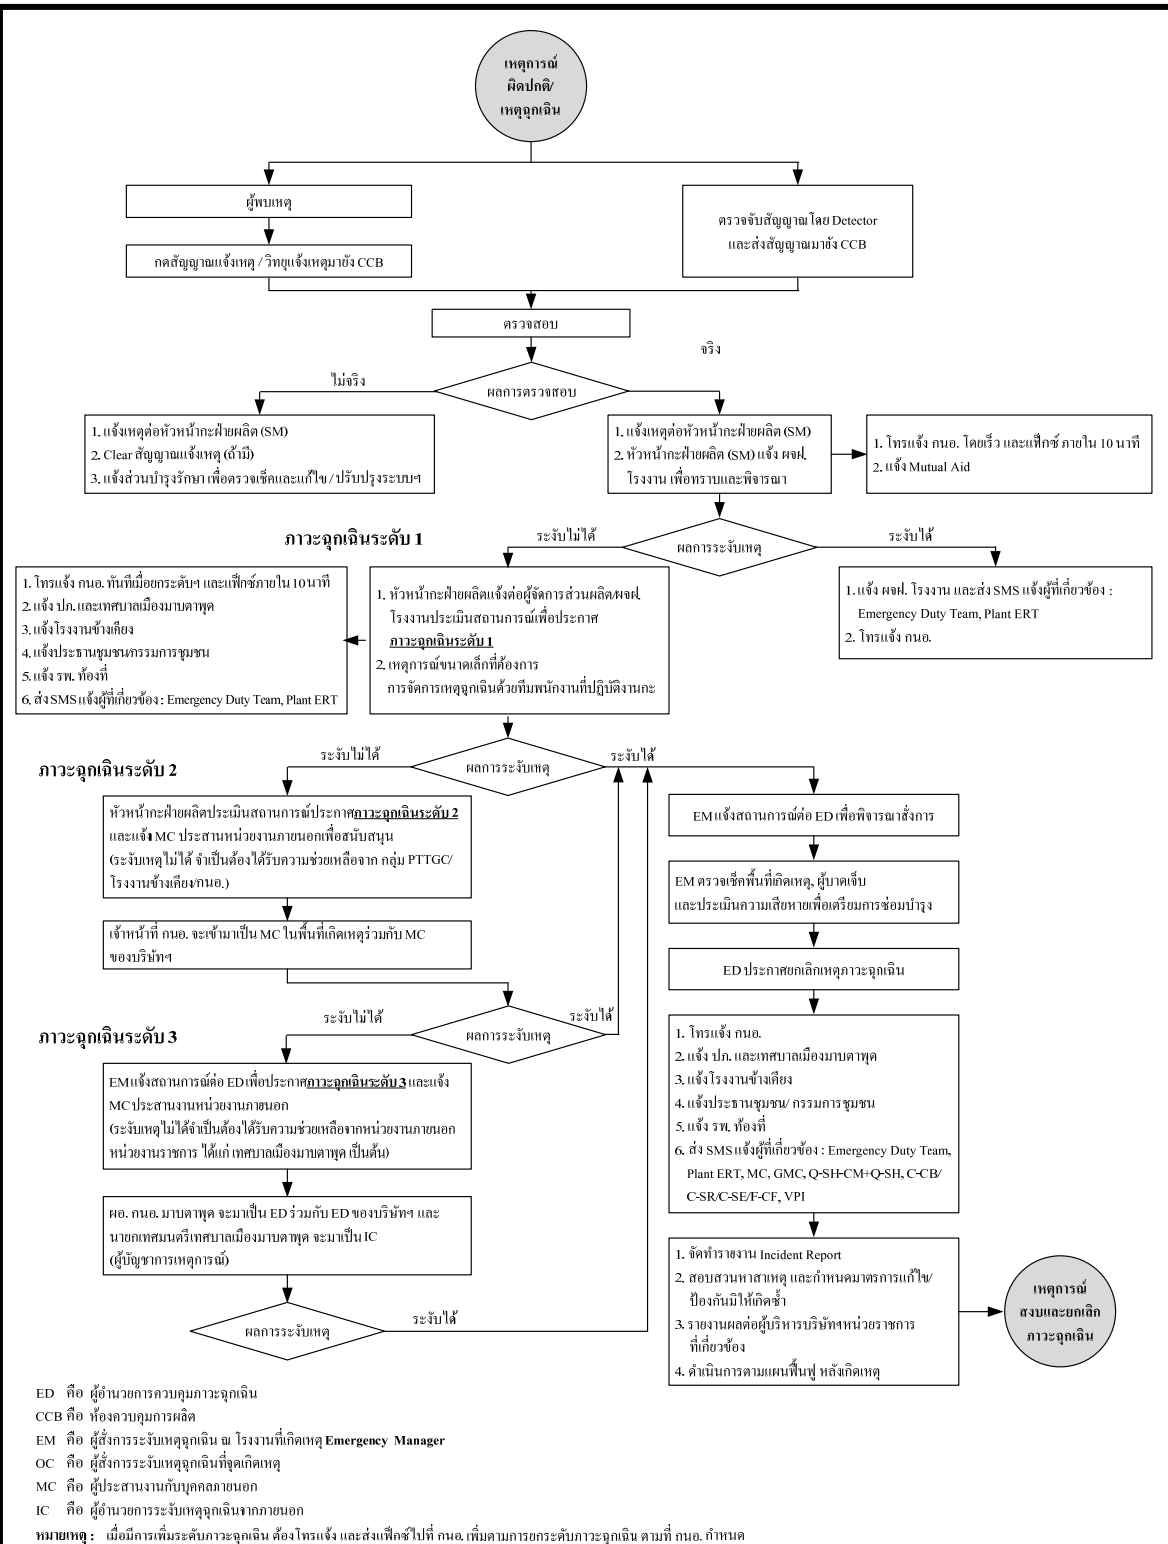 เหตุการณ์
ผิดปกติ/
เหตุฉุกเฉิน
ผู้พบเหตุ
กดสัญญาณแจ้งเหตุ / วิทยุแจ้งเหตุมายัง CCB
ตรวจจับสัญญาณโดย Detector
และส่งสัญญาณมายัง CCB
ตรวจสอบ
จริง
ไม่จริง
ผลการตรวจสอบ
1. แจ้งเหตุต่อหัวหน้ากะฝ่ายผลิต (SM)
2. Clear สัญญาณแจ้งเหตุ (ถ้ามี)
3. แจ้งส่วนบำรุงรักษา เพื่อตรวจเช็คและแก้ไข / ปรับปรุงระบบฯ
1. แจ้งเหตุต่อหัวหน้ากะฝ่ายผลิต (SM)
2. หัวหน้ากะฝ่ายผลิต (SM) แจ้ง ผจฝ.
โรงงาน เพื่อทราบและพิจารณา
1. โทรแจ้ง กนอ. โดยเร็ว และแฟ็กซ์ ภายใน 10 นาที
2. แจ้ง Mutual Aid
ภาวะฉุกเฉินระดับ 1
ระงับไม่ได้
ผลการระงับเหตุ
ระงับได้
1. โทรแจ้ง กนอ. ทันทีเมื่อยกระดับฯ และแฟ็กซ์ภายใน 10 นาที
2. แจ้ง ปภ. และเทศบาลเมืองมาบตาพุด
3. แจ้งโรงงานข้างเคียง
4. แจ้งประธานชุมชน/กรรมการชุมชน
5. แจ้ง รพ. ท้องที่
6. ส่ง SMS แจ้งผู้ที่เกี่ยวข้อง : Emergency Duty Team, Plant ERT
1. หัวหน้ากะฝ่ายผลิตแจ้งต่อผู้จัดการส่วนผลิต/ผจฝ.
โรงงานประเมินสถานการณ์เพื่อประกาศ
ภาวะฉุกเฉินระดับ 1
2. เหตุการณ์ขนาดเล็กที่ต้องการ
การจัดการเหตุฉุกเฉินด้วยทีมพนักงานที่ปฏิบัติงานกะ
1. แจ้ง ผจฝ. โรงงาน และส่ง SMS แจ้งผู้ที่เกี่ยวข้อง :
Emergency Duty Team, Plant ERT
2. โทรแจ้ง กนอ.
ภาวะฉุกเฉินระดับ 2
ระงับไม่ได้
ผลการระงับเหตุ
ระงับได้
หัวหน้ากะฝ่ายผลิตประเมินสถานการณ์ประกาศภาวะฉุกเฉินระดับ 2
และแจ้ง MC ประสานหน่วยงานภายนอกเพื่อสนับสนุน
(ระงับเหตุไม่ได้ จำเป็นต้องได้รับความช่วยเหลือจาก กลุ่ม PTTGC/
โรงงานข้างเคียง/กนอ.)
เจ้าหน้าที่ กนอ. จะเข้ามาเป็น MC ในพื้นที่เกิดเหตุร่วมกับ MC
ของบริษัทฯ
EM แจ้งสถานการณ์ต่อ ED เพื่อพิจารณาสั่งการ
EM ตรวจเช็คพื้นที่เกิดเหตุ, ผู้บาดเจ็บ
และประเมินความเสียหายเพื่อเตรียมการซ่อมบำรุง
ED ประกาศยกเลิกเหตุภาวะฉุกเฉิน
ภาวะฉุกเฉินระดับ 3
ระงับไม่ได้
ผลการระงับเหตุ
ระงับได้
EM แจ้งสถานการณ์ต่อ ED เพื่อประกาศภาวะฉุกเฉินระดับ 3 และแจ้ง
MC ประสานงานหน่วยงานภายนอก
(ระงับเหตุไม่ได้จำเป็นต้องได้รับความช่วยเหลือจากหน่วยงานภายนอก
หน่วยงานราชการ ได้แก่ เทศบาลเมืองมาบตาพุด เป็นต้น)
ผอ. กนอ. มาบตาพุด จะมาเป็น ED ร่วมกับ ED ของบริษัทฯ และ
นายกเทศมนตรีเทศบาลเมืองมาบตาพุด จะมาเป็น IC
(ผู้บัญชาการเหตุการณ์)
ผลการระงับเหตุ
ระงับได้
1. โทรแจ้ง กนอ.
2. แจ้ง ปภ. และเทศบาลเมืองมาบตาพุด
3. แจ้งโรงงานข้างเคียง
4. แจ้งประธานชุมชน/ กรรมการชุมชน
5. แจ้ง รพ. ท้องที่
6. ส่ง SMS แจ้งผู้ที่เกี่ยวข้อง : Emergency Duty Team,
Plant ERT, MC, GMC, Q-SH-CM+Q-SH, C-CB/
C-SR/C-SE/F-CF, VPI
1. จัดทำรายงาน Incident Report
2. สอบสวนหาสาเหตุ และกำหนดมาตรการแก้ไข/
ป้องกันมิให้เกิดซ้ำ
3. รายงานผลต่อผู้บริหารบริษัทฯหน่วยราชการ
ที่เกี่ยวข้อง
4. ดำเนินการตามแผนฟื้นฟู หลังเกิดเหตุ
เหตุการณ์
สงบและยกเลิก
ภาวะฉุกเฉิน
ED คือ ผู้อำนวยการควบคุมภาวะฉุกเฉิน
CCB คือ ห้องควบคุมการผลิต
EM คือ ผู้สั่งการระงับเหตุฉุกเฉิน ณ โรงงานที่เกิดเหตุ Emergency Manager
OC คือ ผู้สั่งการระงับเหตุฉุกเฉินที่จุดเกิดเหตุ
MC คือ ผู้ประสานงานกับบุคคลภายนอก
IC คือ ผู้อำนวยการระงับเหตุฉุกเฉินจากภายนอก
หมายเหตุ : เมื่อมีการเพิ่มระดับภาวะฉุกเฉิน ต้องโทรแจ้ง และส่งแฟ็กซ์ไปที่ กนอ. เพิ่มตามการยกระดับภาวะฉุกเฉิน ตามที่ กนอ. กำหนด